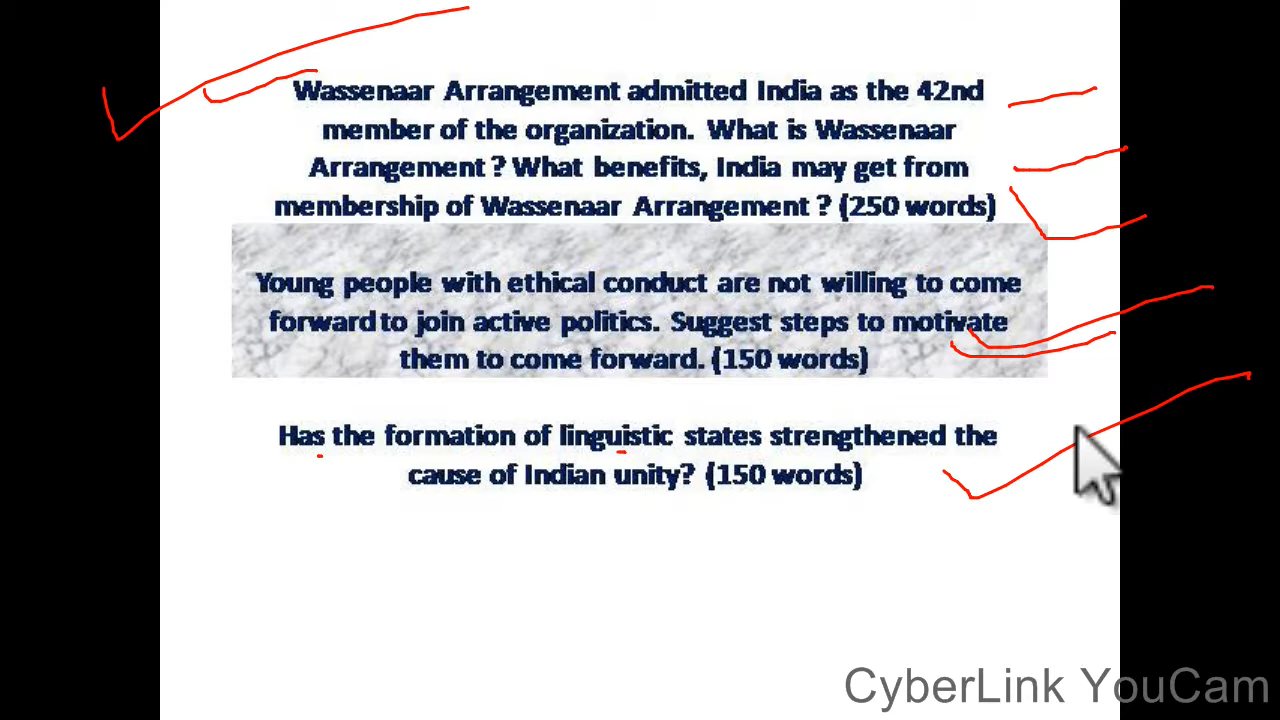 Wassenaar Arrangement admitted India as the 42nd
member of the organization. What is Wassenaar
Arrangement ? What benefits, India may get from
membership of Wassenaar Arrangement ? (250 words)
Young people with ethical conduct are not willing to come
forward to join active politics. Suggest steps to motivate
them to come forward. (150 words)
Has the formation of linguistic states strengthened the
cause of Indian unity? (150 words)
CyberLink YouCam